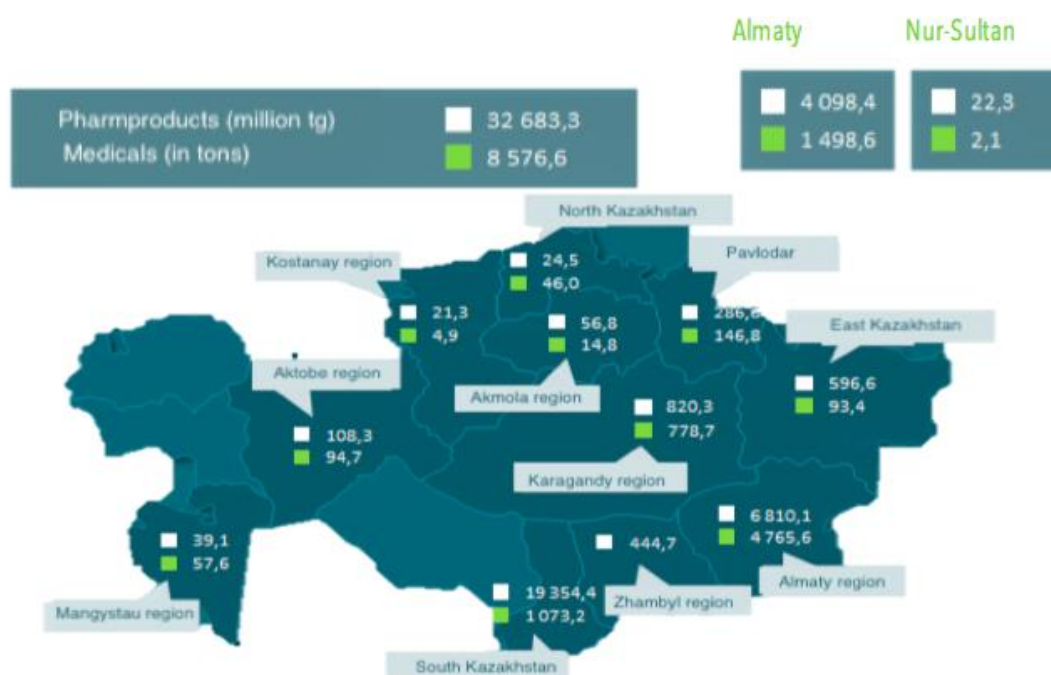 Almaty
Nur-Sultan
4 098,4
1 498,6
22,3
2,1
Pharmproducts (million tg)
32 683,3
Medicals (in tons)
8 576,6
North Kazakhstan
24,5
46,0
Kostanay region
21,3
4,9
Pavlodar
286,6
146,8
56,8
14,8
Akmola region
East Kazakhstan
596,6
93,4
Aktobe region
108,3
94,7
820,3
778,7
Karagandy region
6 810,1
4 765,6
Almaty region
39,1
57,6
Mangystau region
444,7
Zhambyl region
19 354,4
1 073,2
South Kazakhstan